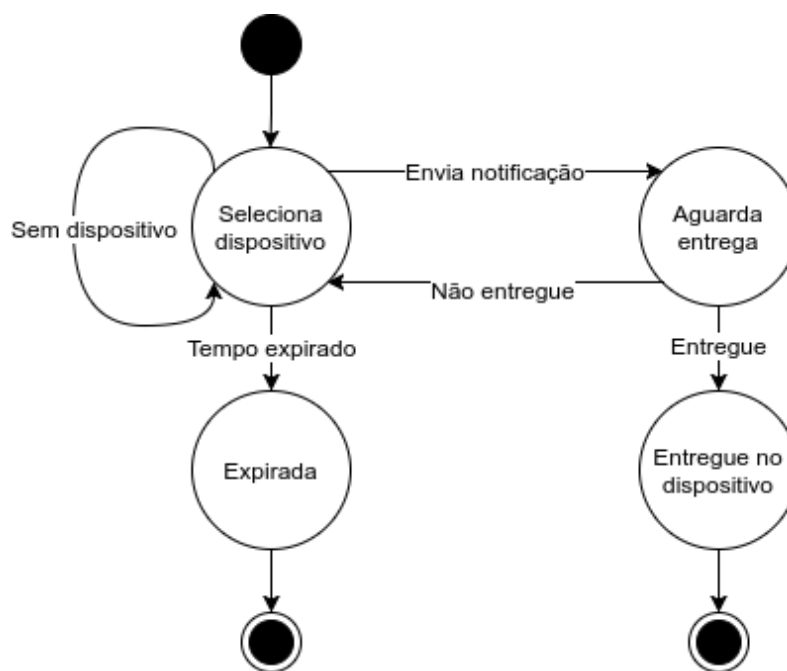 Envia notificação
Seleciona
dispositivo
Aguarda
entrega
Sem dispositivo
Não entregue
Tempo expirado
Entregue
Expirada
Entregue no
dispositivo